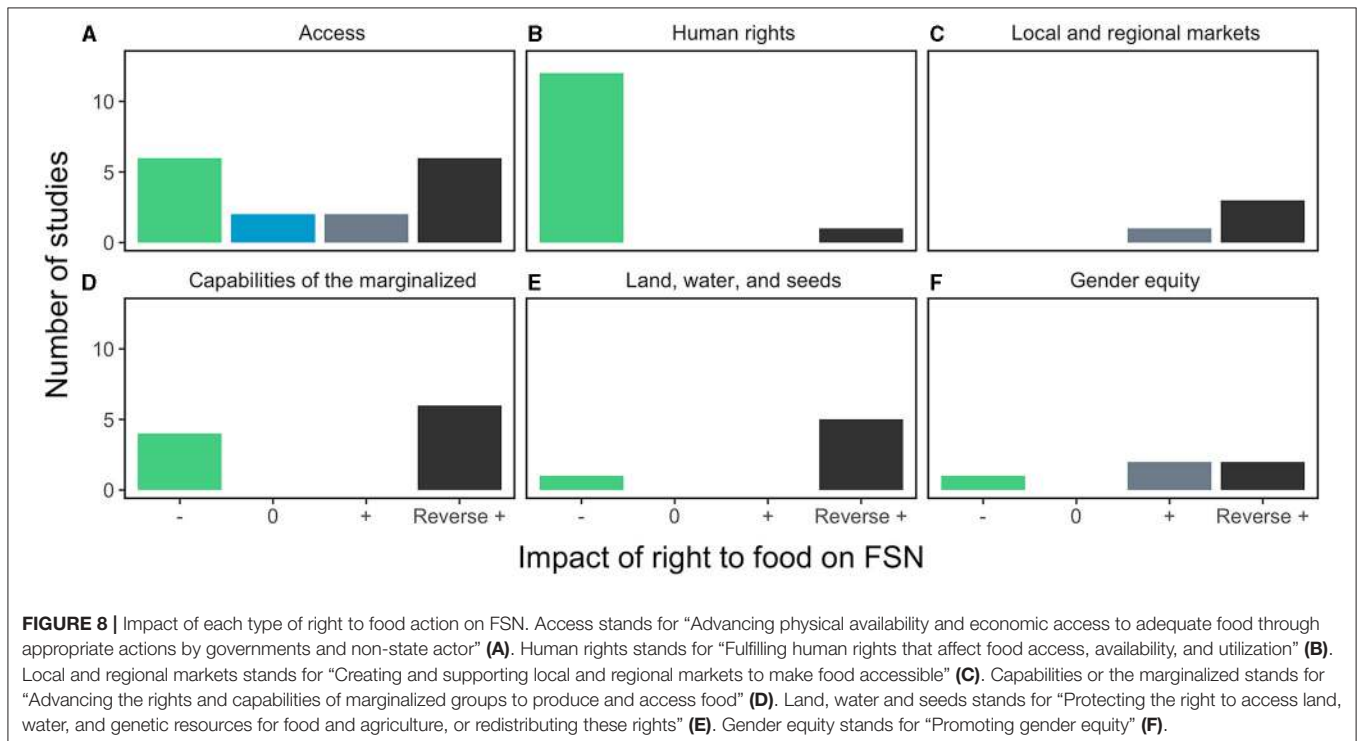 A Access
B Human rights
C Local and regional markets
10
5
0
D Capabilities of the marginalized
E Land, water, and seeds
F Gender equity
10
5
0
Number of studies
- 0 + Reverse +
- 0 + Reverse +
- 0 + Reverse +
Impact of right to food on FSN
FIGURE 8 | Impact of each type of right to food action on FSN. Access stands for “Advancing physical availability and economic access to adequate food through
appropriate actions by governments and non-state actor” (A). Human rights stands for “Fulfilling human rights that affect food access, availability, and utilization” (B).
Local and regional markets stands for “Creating and supporting local and regional markets to make food accessible” (C). Capabilities or the marginalized stands for
“Advancing the rights and capabilities of marginalized groups to produce and access food” (D). Land, water and seeds stands for “Protecting the right to access land,
water, and genetic resources for food and agriculture, or redistributing these rights” (E). Gender equity stands for “Promoting gender equity” (F).